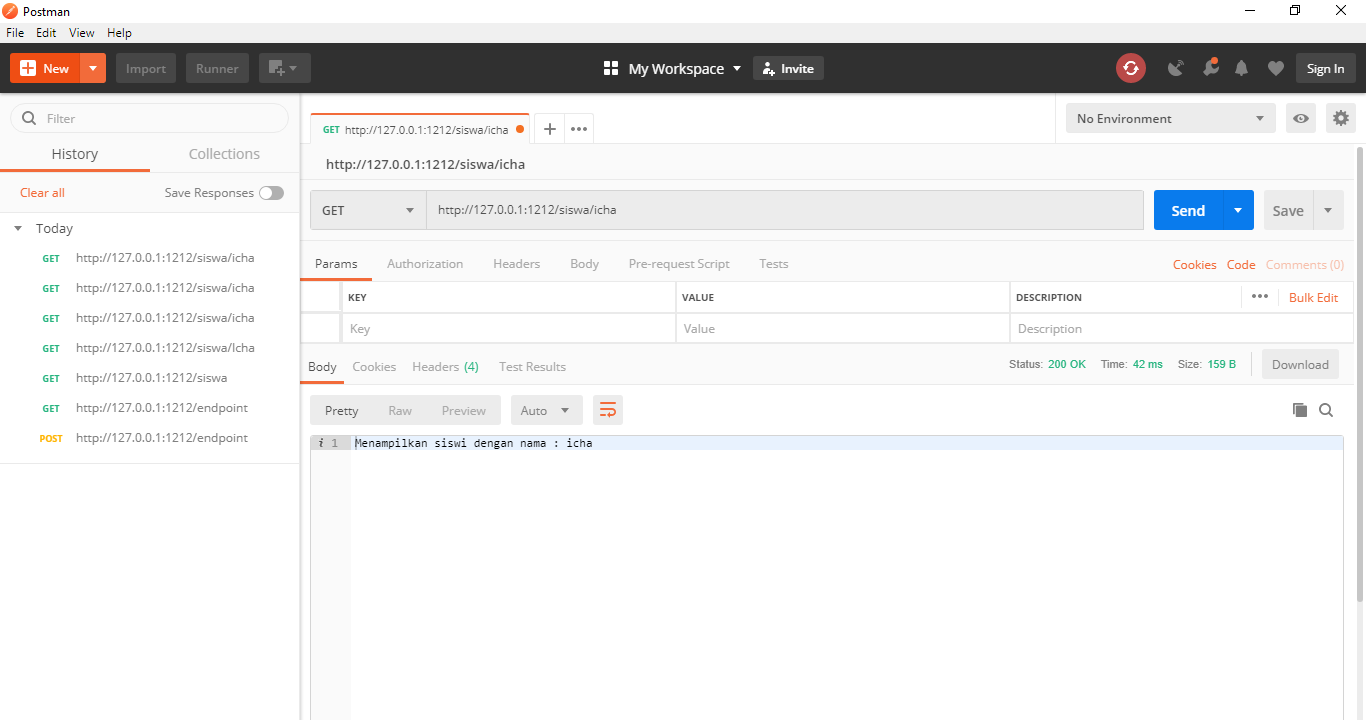 Postman
File Edit View Help
New Import Runner My Workspace Invite Sign In
Filter
History Collections
Clear all Save Responses
Today
GET http://127.0.0.1:1212/siswa/icha
GET http://127.0.0.1:1212/siswa/icha
GET http://127.0.0.1:1212/siswa/icha
GET http://127.0.0.1:1212/siswa/Icha
GET http://127.0.0.1:1212/siswa
GET http://127.0.0.1:1212/endpoint
POST http://127.0.0.1:1212/endpoint
GET http://127.0.0.1:1212/siswa/icha
No Environment
http://127.0.0.1:1212/siswa/icha
GET http://127.0.0.1:1212/siswa/icha Send Save
Params Authorization Headers Body Pre-request Script Tests Cookies Code Comments (0)
KEY VALUE DESCRIPTION Bulk Edit
Key Value Description
Body Cookies Headers (4) Test Results Status: 200 OK Time: 42 ms Size: 159 B Download
Pretty Raw Preview Auto
i 1 Menampilkan siswi dengan nama : icha